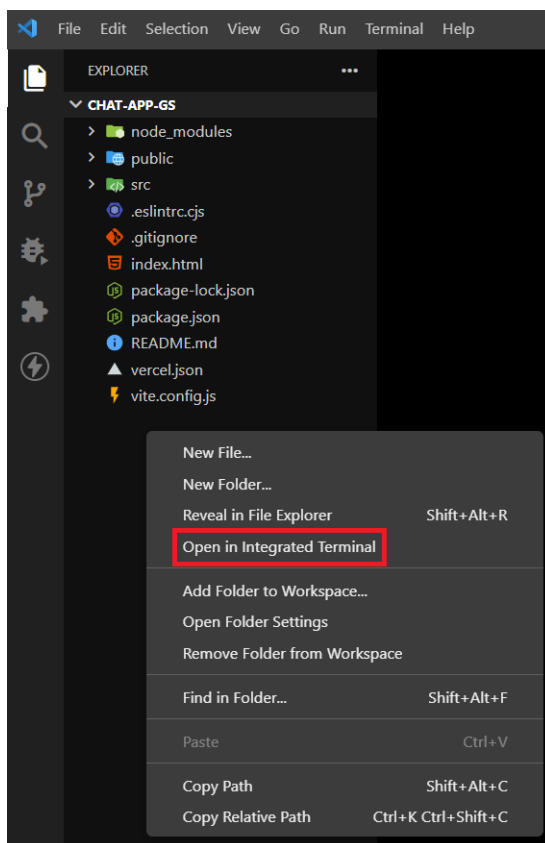 File Edit Selection View Go Run Terminal Help
EXPLORER
CHAT-APP-GS
node_modules
public
src
.eslintrc.cjs
.gitignore
index.html
package-lock.json
package.json
README.md
vercel.json
vite.config.js
New File...
New Folder...
Reveal in File Explorer Shift+Alt+R
Open in Integrated Terminal
Add Folder to Workspace...
Open Folder Settings
Remove Folder from Workspace
Find in Folder... Shift+Alt+F
Paste Ctrl+V
Copy Path Shift+Alt+C
Copy Relative Path Ctrl+K Ctrl+Shift+C